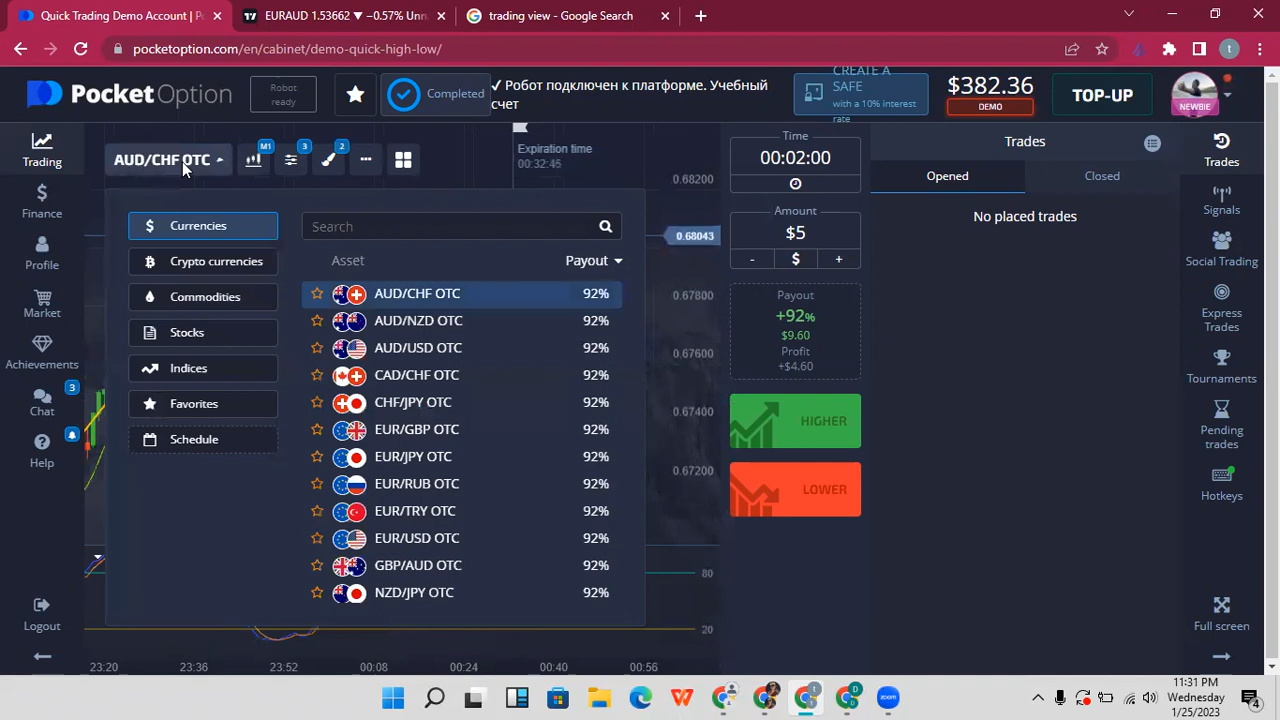 Quick Trading Demo Account |
EURAUD 1.53662 ▼ −0.57% Unr
trading view - Google Search
pocketoption.com/en/cabinet/demo-quick-high-low/
t
PocketOption
Robot
ready
Completed
✓ Робот подключен к платформе. Учебный
счет
CREATE A
SAFE
with a 10% interest
rate
$382.36
DEMO
TOP-UP
NEWBIE
Trading
Finance
Profile
Market
Achievements
Chat
3
Help
Logout
AUD/CHF OTC
M1
3
2
Expiration time
00:32:46
Currencies
Crypto currencies
Commodities
Stocks
Indices
Favorites
Schedule
Search
Asset
Payout
AUD/CHF OTC 92%
AUD/NZD OTC 92%
AUD/USD OTC 92%
CAD/CHF OTC 92%
CHF/JPY OTC 92%
EUR/GBP OTC 92%
EUR/JPY OTC 92%
EUR/RUB OTC 92%
EUR/TRY OTC 92%
EUR/USD OTC 92%
GBP/AUD OTC 92%
NZD/JPY OTC 92%
0.68200
0.68043
0.67800
0.67600
0.67400
0.67200
80
20
23:20 23:36 23:52 00:08 00:24 00:40 00:56
Time
00:02:00
Amount
$5
- $ +
Payout
+92%
$9.60
Profit
+$4.60
HIGHER
LOWER
Trades
Opened
Closed
No placed trades
Trades
Signals
Social Trading
Express
Trades
Tournaments
Pending
trades
Hotkeys
Full screen
W
t
D
zoom
11:31 PM
Wednesday
1/25/2023
4